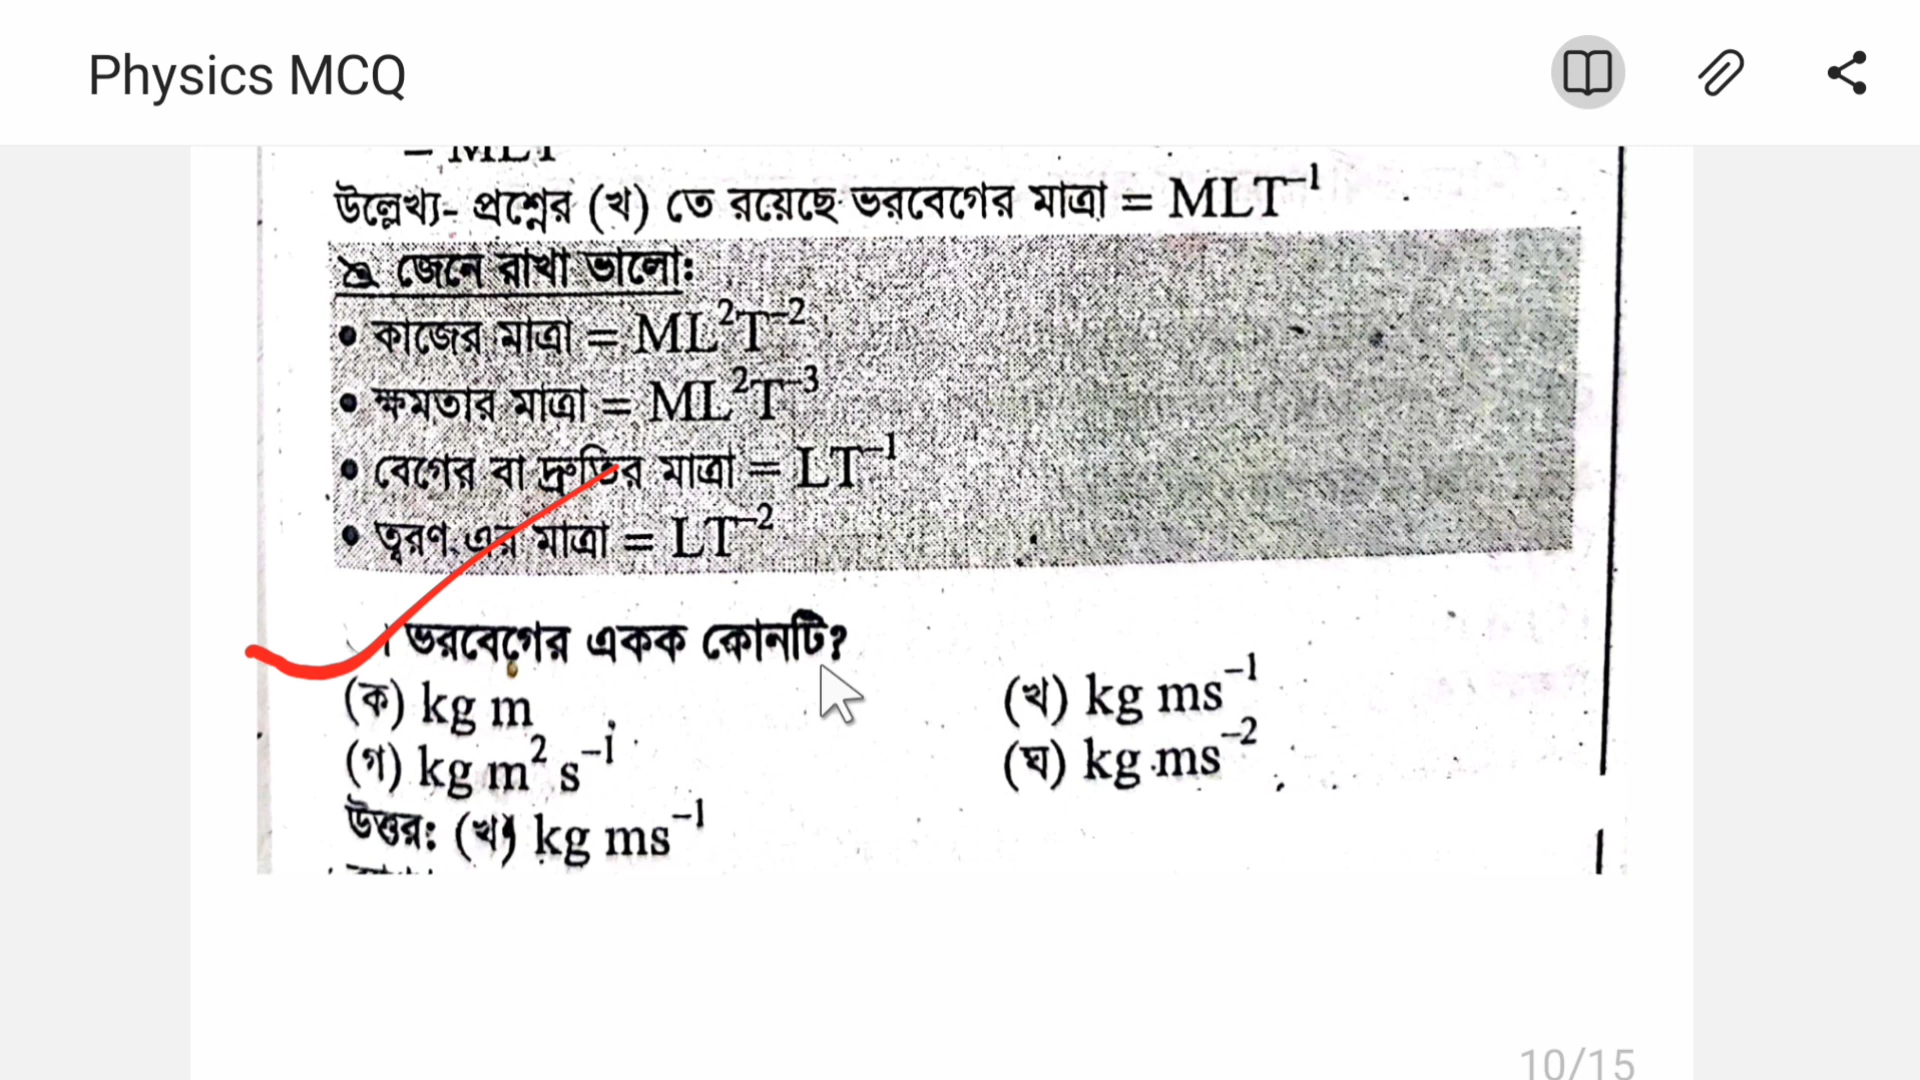 Physics MCQ
উল্লেখ্য- প্রশ্নের (খ) তে রয়েছে ভরবেগের মাত্রা = MLT⁻¹
জেনে রাখা ভালো:
• কাজের মাত্রা = ML²T⁻²
• ক্ষমতার মাত্রা = ML²T⁻³
• বেগের বা দ্রুতির মাত্রা = LT⁻¹
• ত্বরণ এর মাত্রা = LT⁻²
। ভরবেগের একক কোনটি?
(ক) kg m (খ) kg ms⁻¹
(গ) kg m² s⁻¹ (ঘ) kg ms⁻²
উত্তর: (খ) kg ms⁻¹
10/15